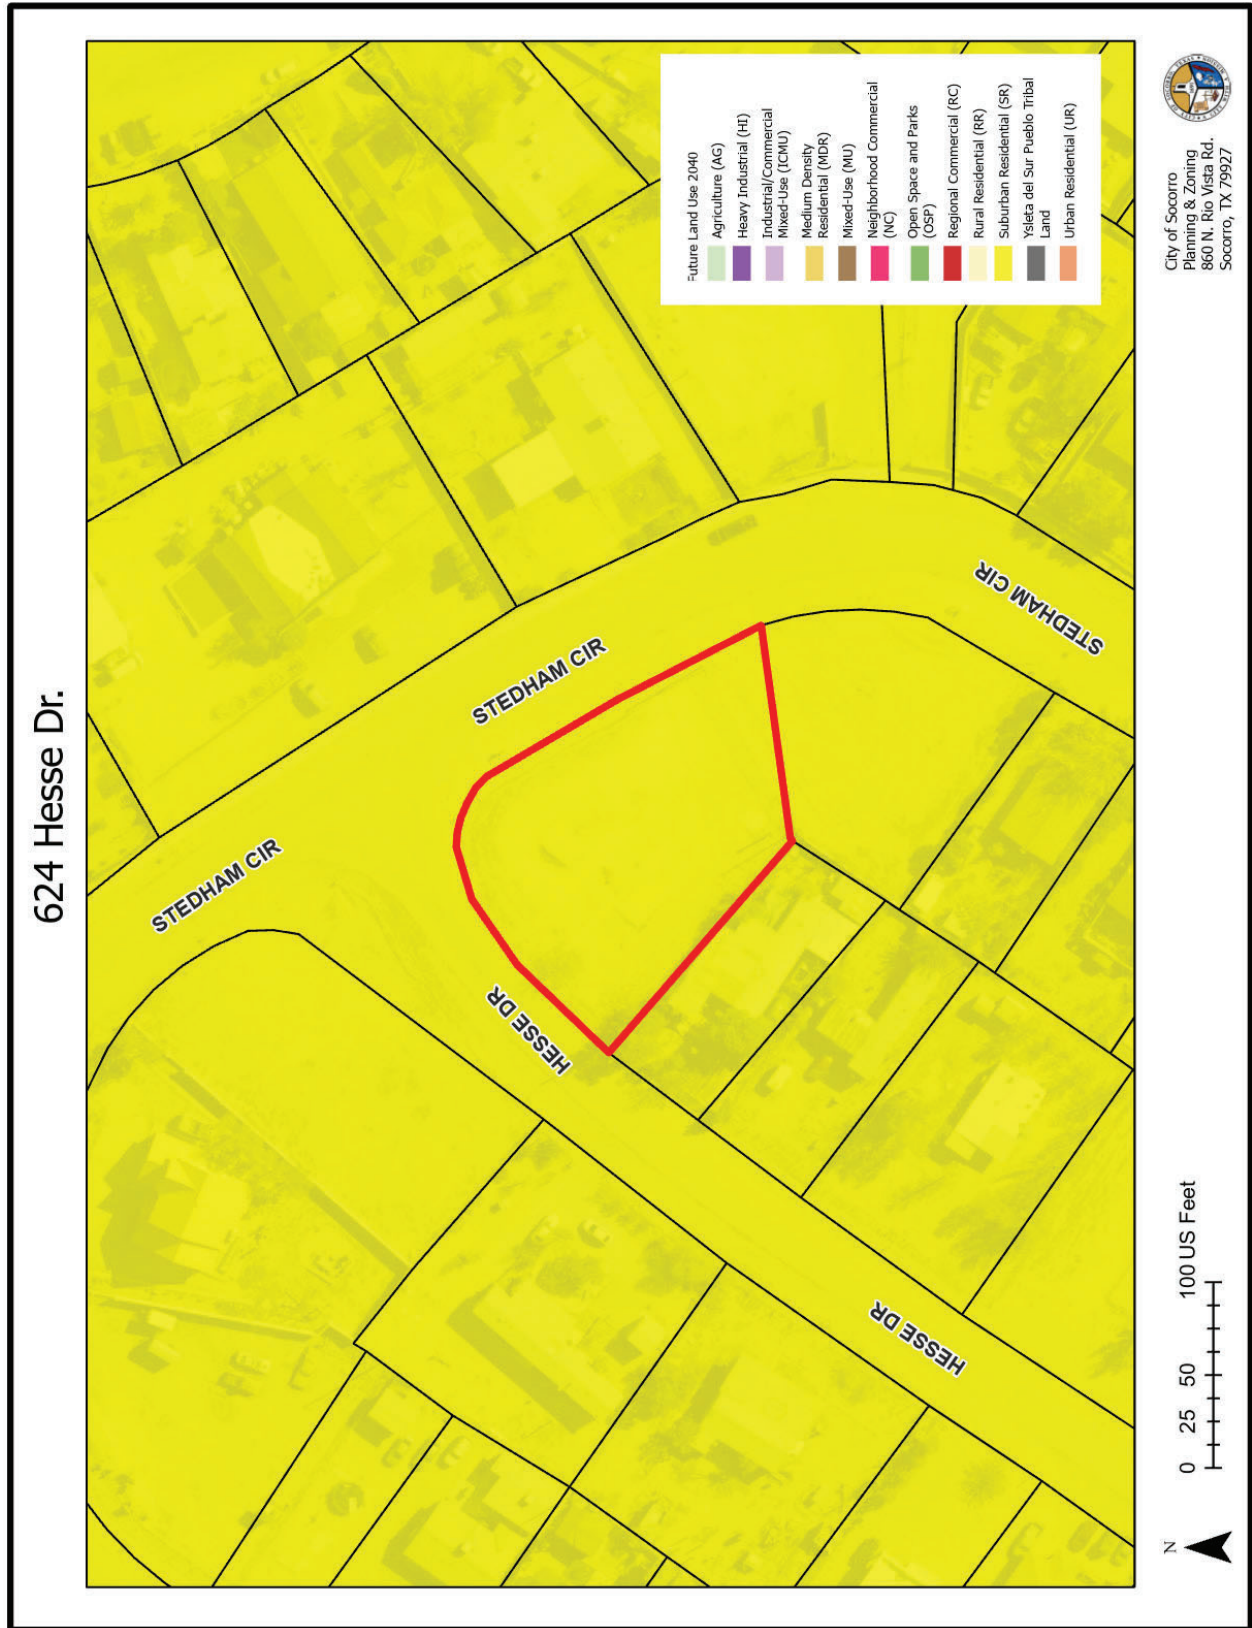 624 Hesse Dr.
STEDHAM CIR
STEDHAM CIR
STEDHAM CIR
HESSE DR
HESSE DR
Future Land Use 2040
Agriculture (AG)
Heavy Industrial (HI)
Industrial/Commercial
Mixed-Use (ICMU)
Medium Density
Residential (MDR)
Mixed-Use (MU)
Neighborhood Commercial
(NC)
Open Space and Parks
(OSP)
Regional Commercial (RC)
Rural Residential (RR)
Suburban Residential (SR)
Ysleta del Sur Pueblo Tribal
Land
Urban Residential (UR)
N
0 25 50 100 US Feet
City of Socorro
Planning & Zoning
860 N. Rio Vista Rd.
Socorro, TX 79927